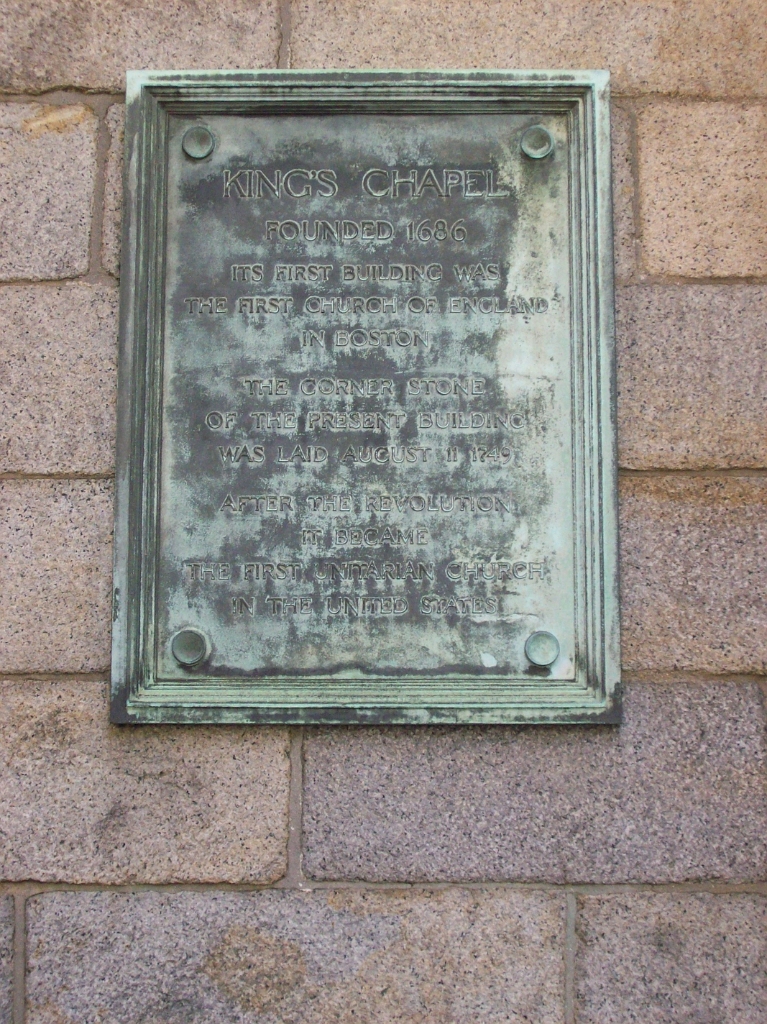 KING'S CHAPEL
FOUNDED 1686
ITS FIRST BUILDING WAS
THE FIRST CHURCH OF ENGLAND
IN BOSTON
THE CORNER STONE
OF THE PRESENT BUILDING
WAS LAID AUGUST 11 1749
AFTER THE REVOLUTION
IT BECAME
THE FIRST UNITARIAN CHURCH
IN THE UNITED STATES